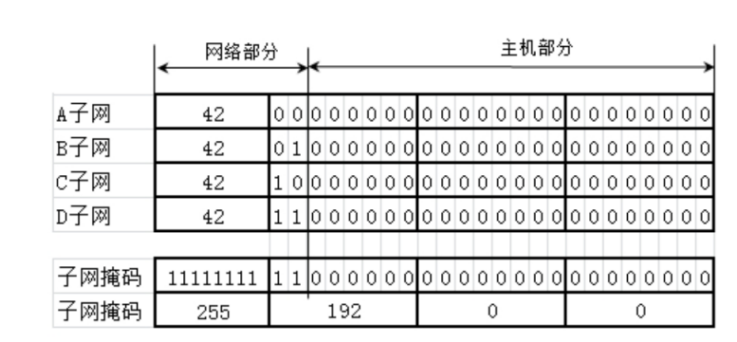 网络部分 主机部分
A子网 42 0 0 0 0 0 0 0 0 0 0 0 0 0 0 0 0 0 0 0 0 0 0 0 0
B子网 42 0 1 0 0 0 0 0 0 0 0 0 0 0 0 0 0 0 0 0 0 0 0 0 0
C子网 42 1 0 0 0 0 0 0 0 0 0 0 0 0 0 0 0 0 0 0 0 0 0 0 0
D子网 42 1 1 0 0 0 0 0 0 0 0 0 0 0 0 0 0 0 0 0 0 0 0 0 0
子网掩码 11111111 1 1 0 0 0 0 0 0 0 0 0 0 0 0 0 0 0 0 0 0 0 0 0 0
子网掩码 255 192 0 0